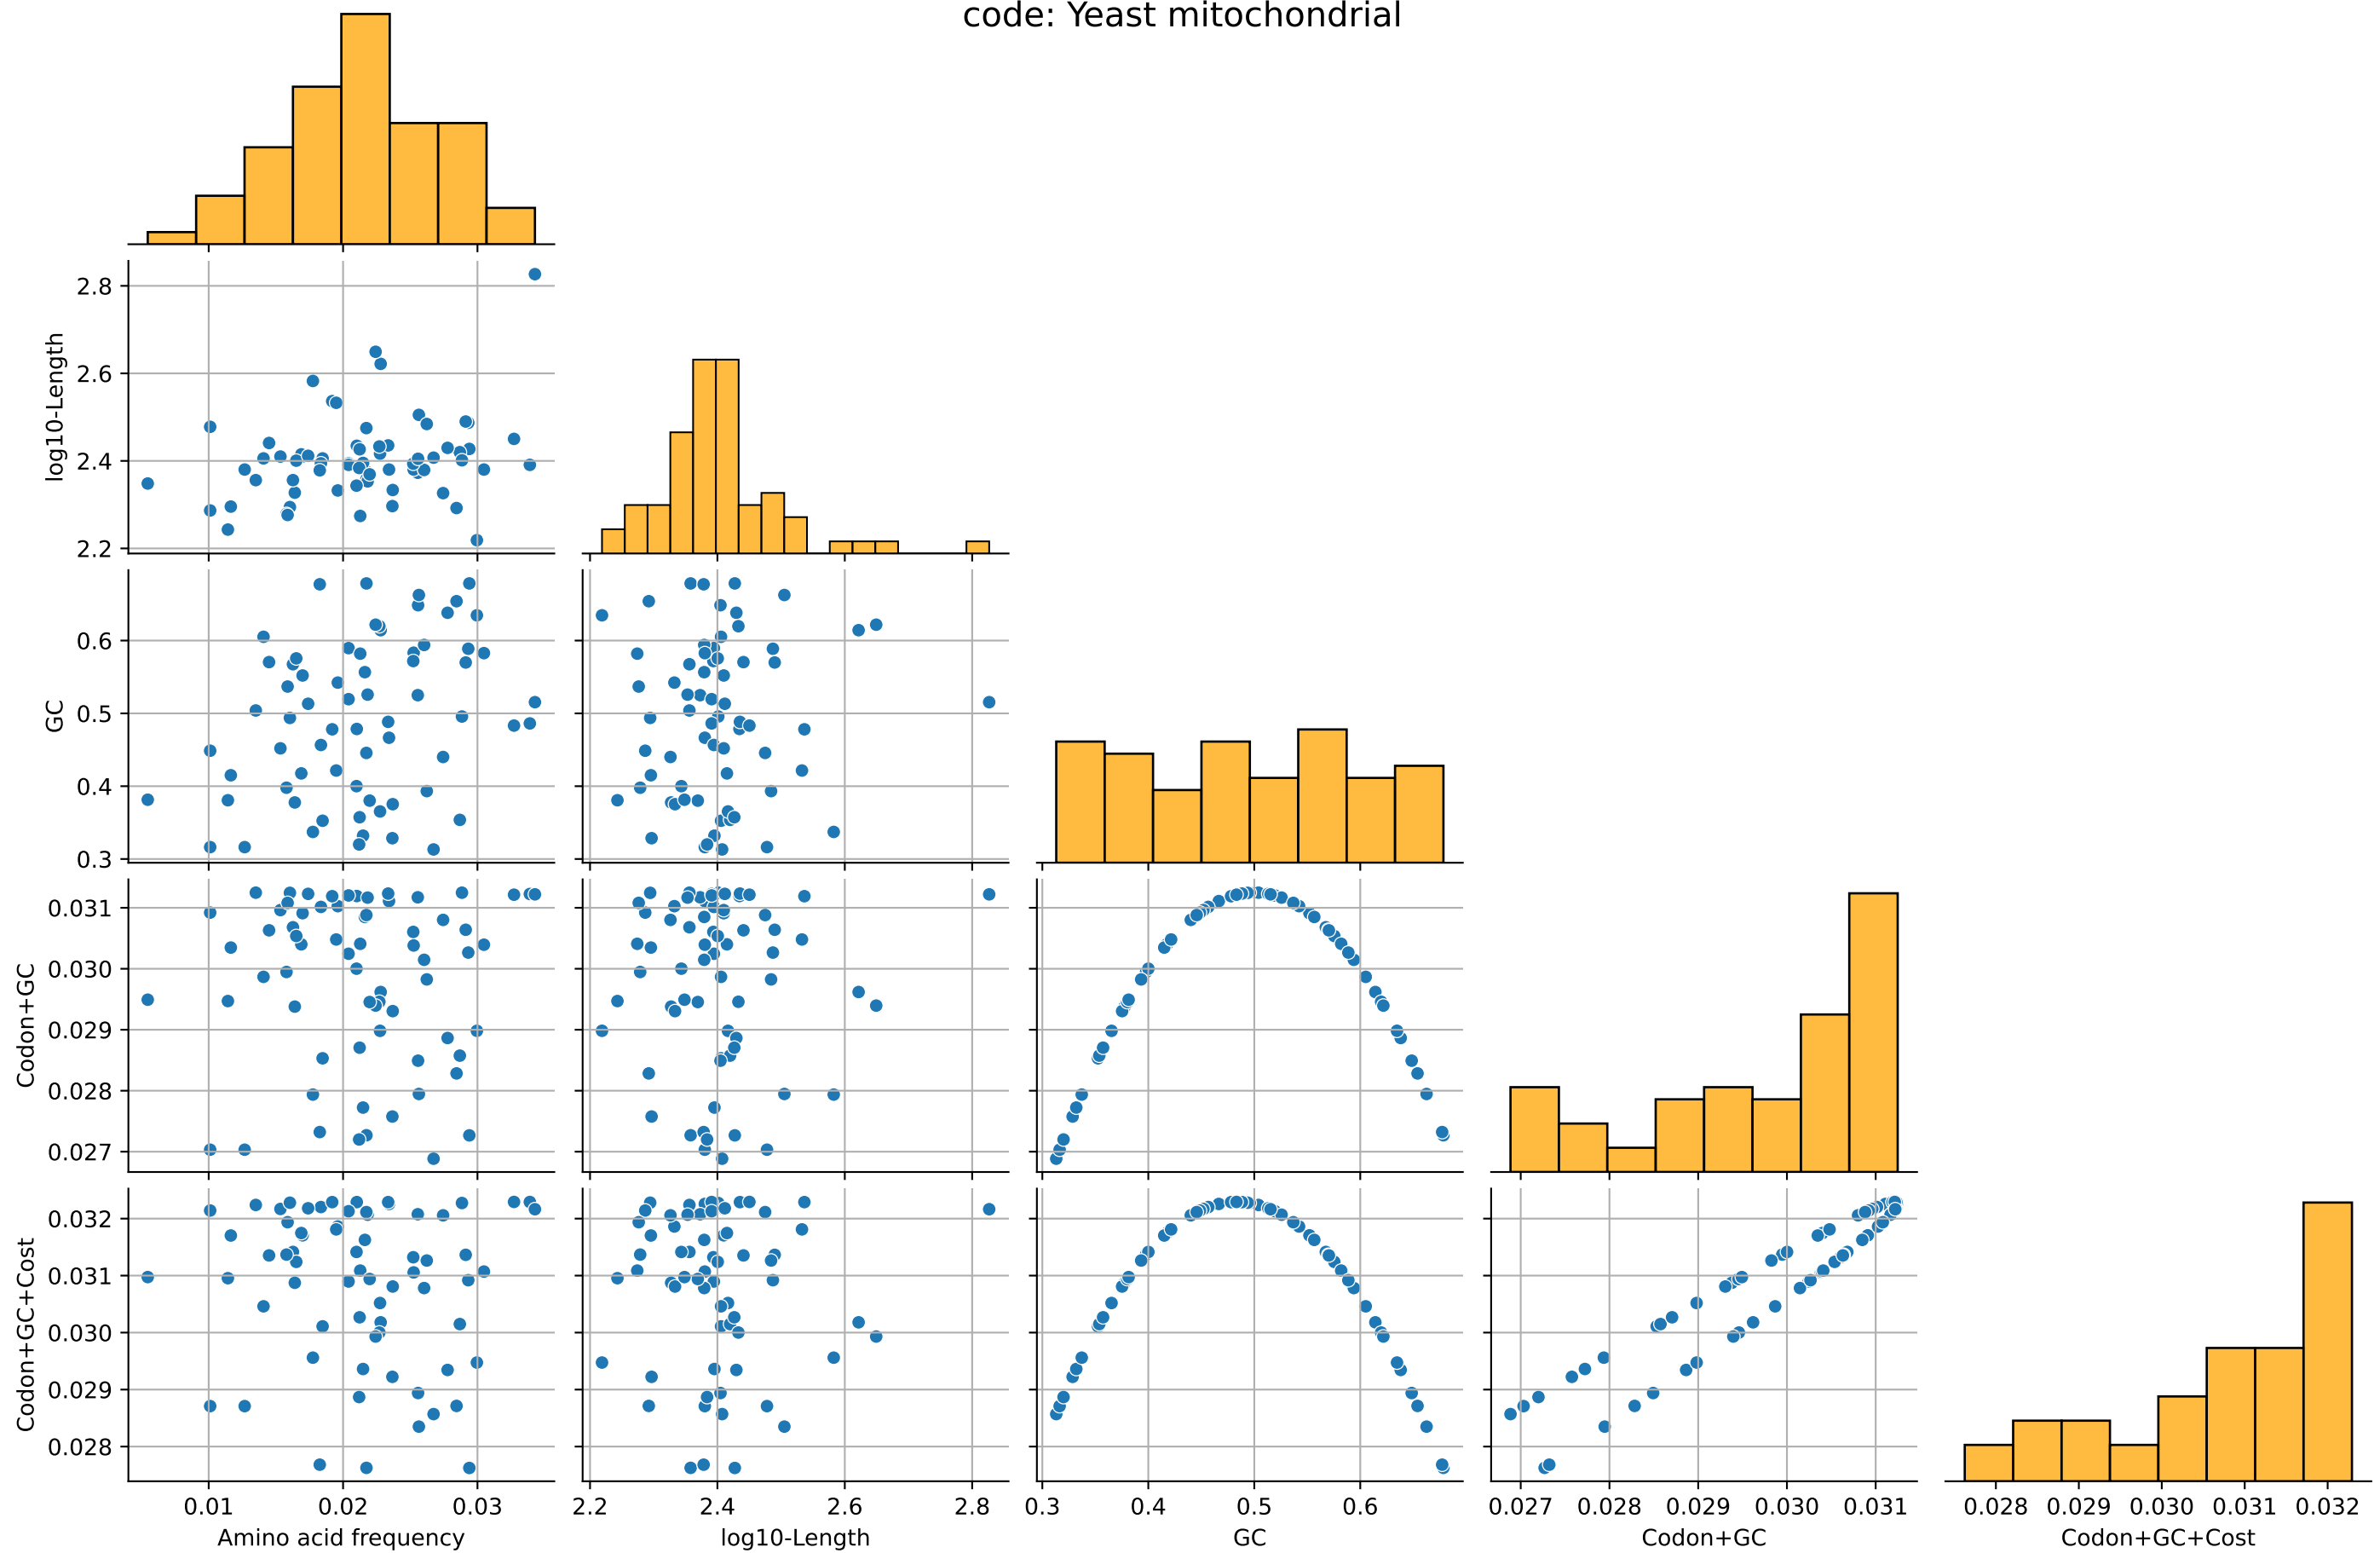 code: Yeast mitochondrial
log10-Length
2.8
2.6
2.4
2.2
GC
0.6
0.5
0.4
0.3
Codon+GC
0.031
0.030
0.029
0.028
0.027
Codon+GC+Cost
0.032
0.031
0.030
0.029
0.028
0.01 0.02 0.03 2.2 2.4 2.6 2.8 0.3 0.4 0.5 0.6 0.027 0.028 0.029 0.030 0.031 0.028 0.029 0.030 0.031 0.032
Amino acid frequency log10-Length GC Codon+GC Codon+GC+Cost